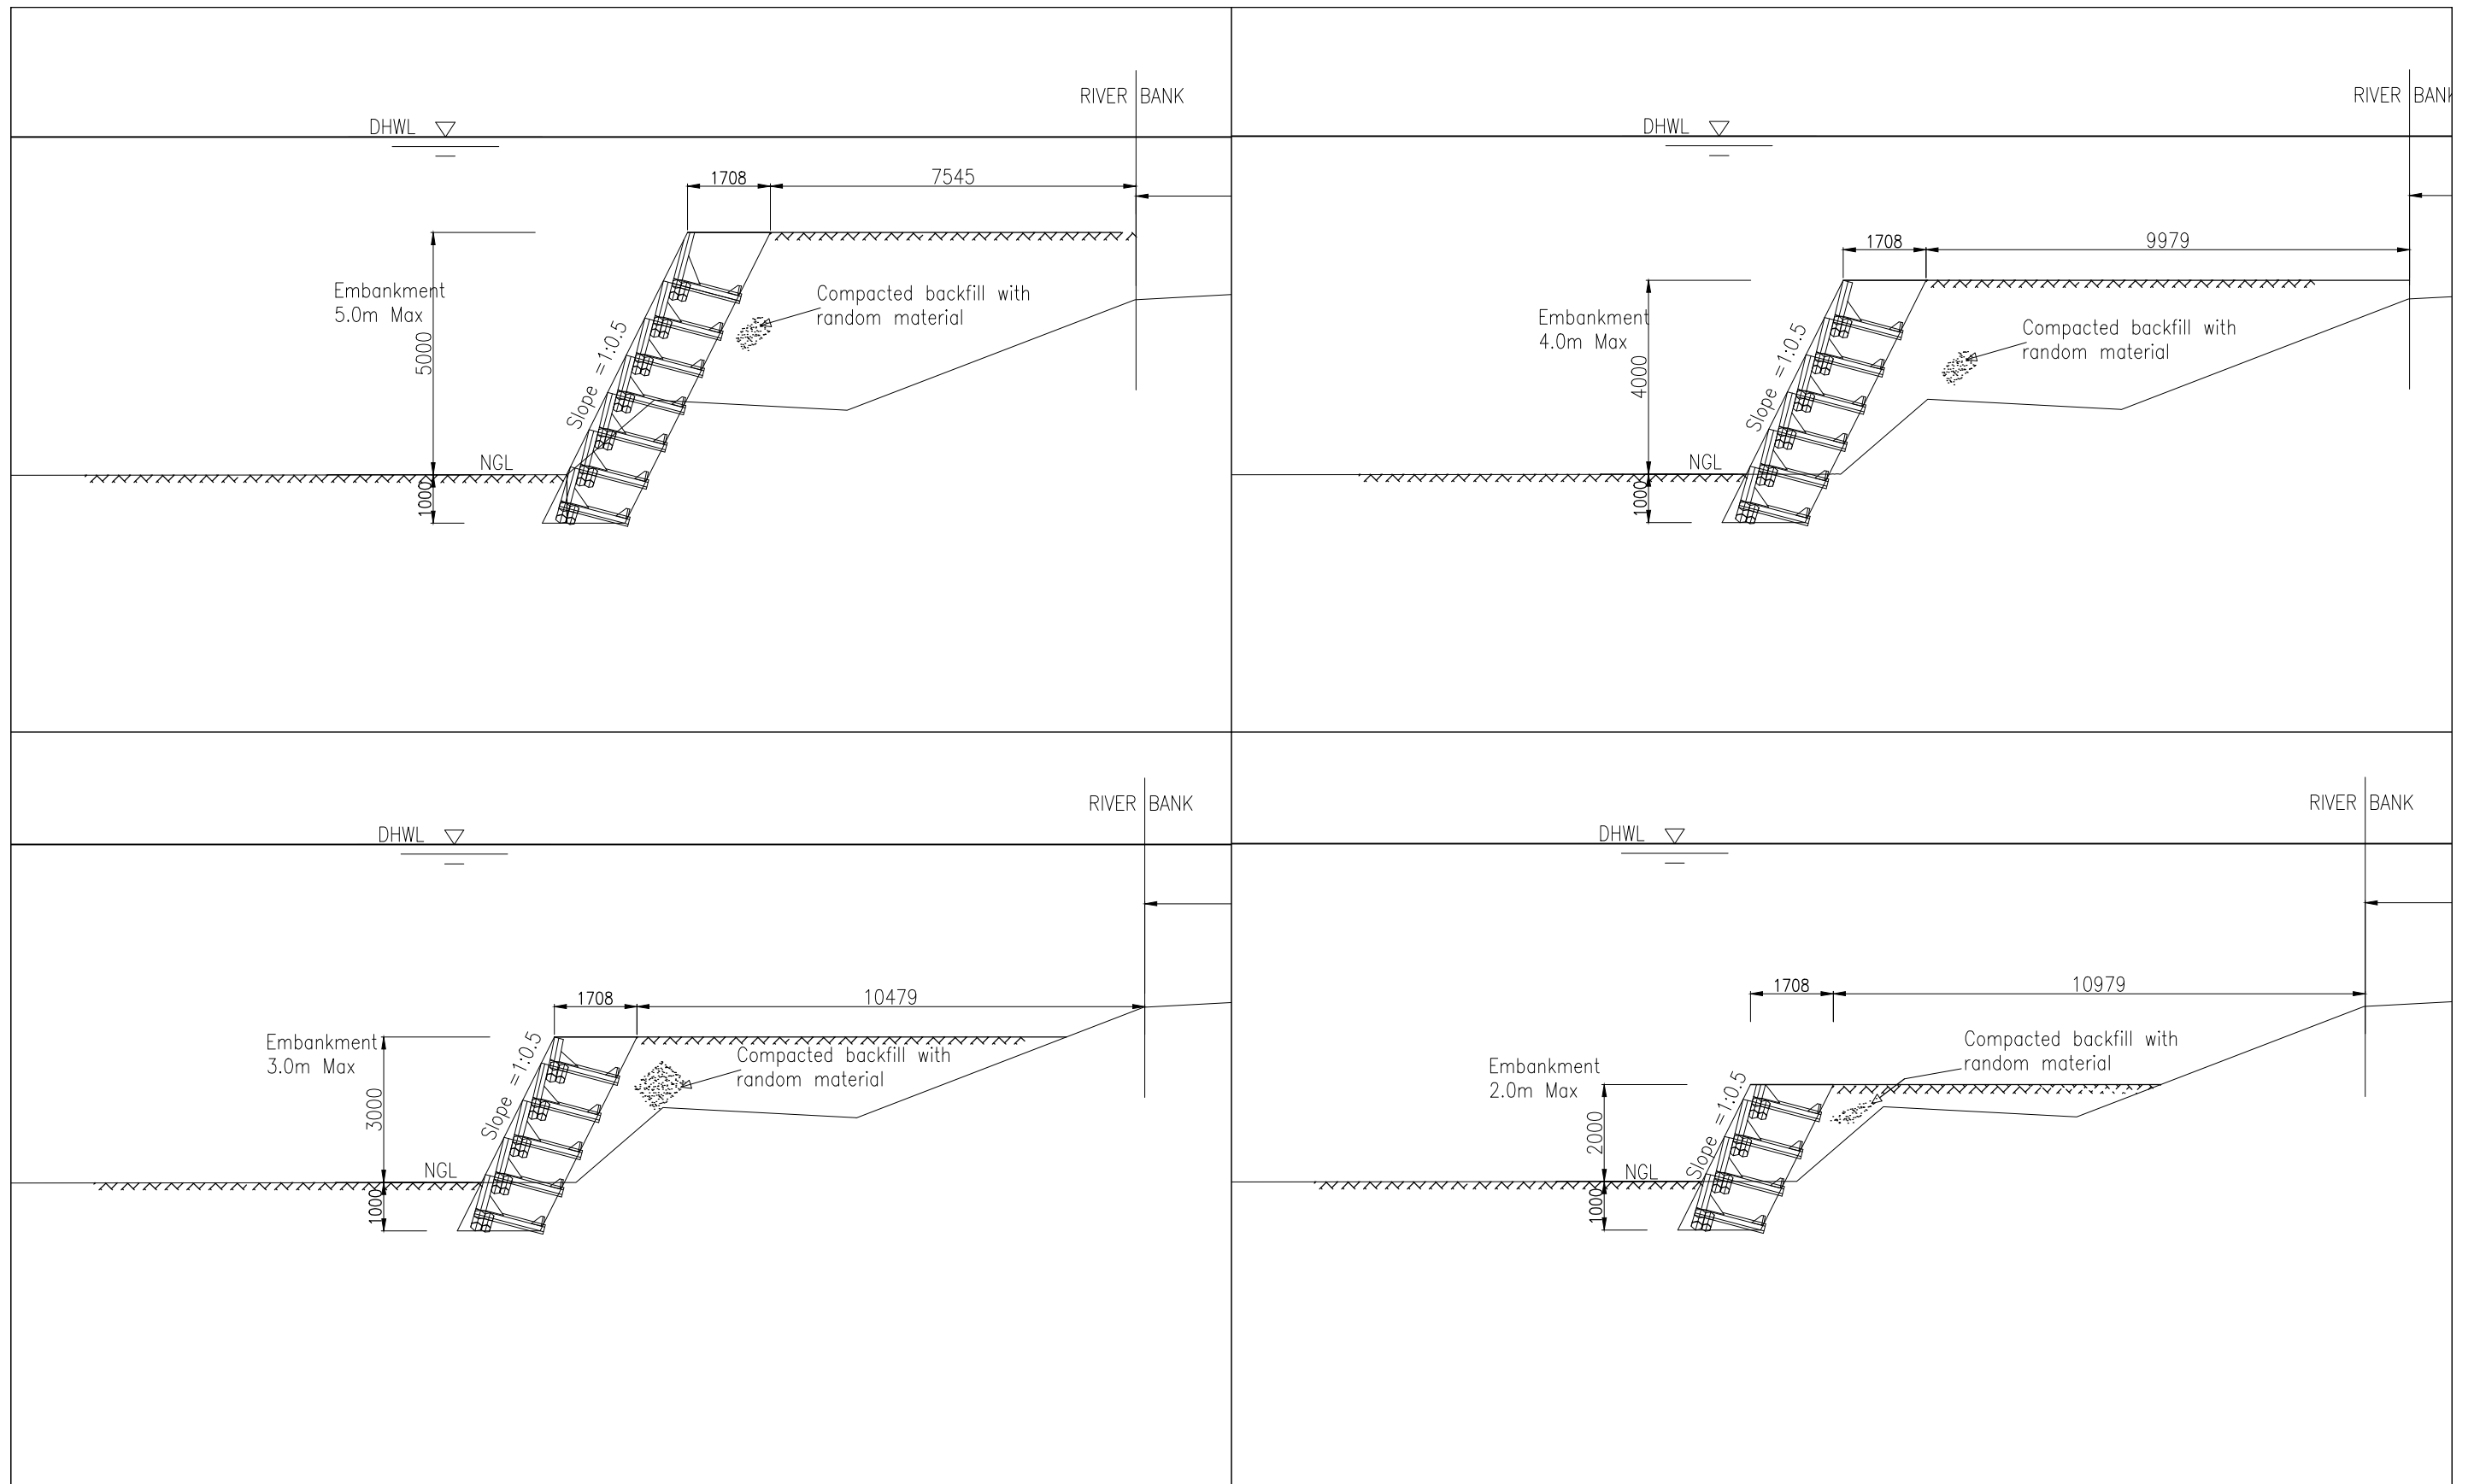 RIVER BANK
DHWL
1708
7545
Embankment
5.0m Max
5000
Slope =1:0.5
Compacted backfill with
random material
NGL
1000
RIVER BANK
DHWL
1708
9979
Embankment
4.0m Max
4000
Slope =1:0.5
Compacted backfill with
random material
NGL
1000
RIVER BANK
DHWL
1708
10479
Embankment
3.0m Max
3000
Slope =1:0.5
Compacted backfill with
random material
NGL
1000
RIVER BANK
DHWL
1708
10979
Embankment
2.0m Max
2000
Slope =1:0.5
Compacted backfill with
random material
NGL
1000